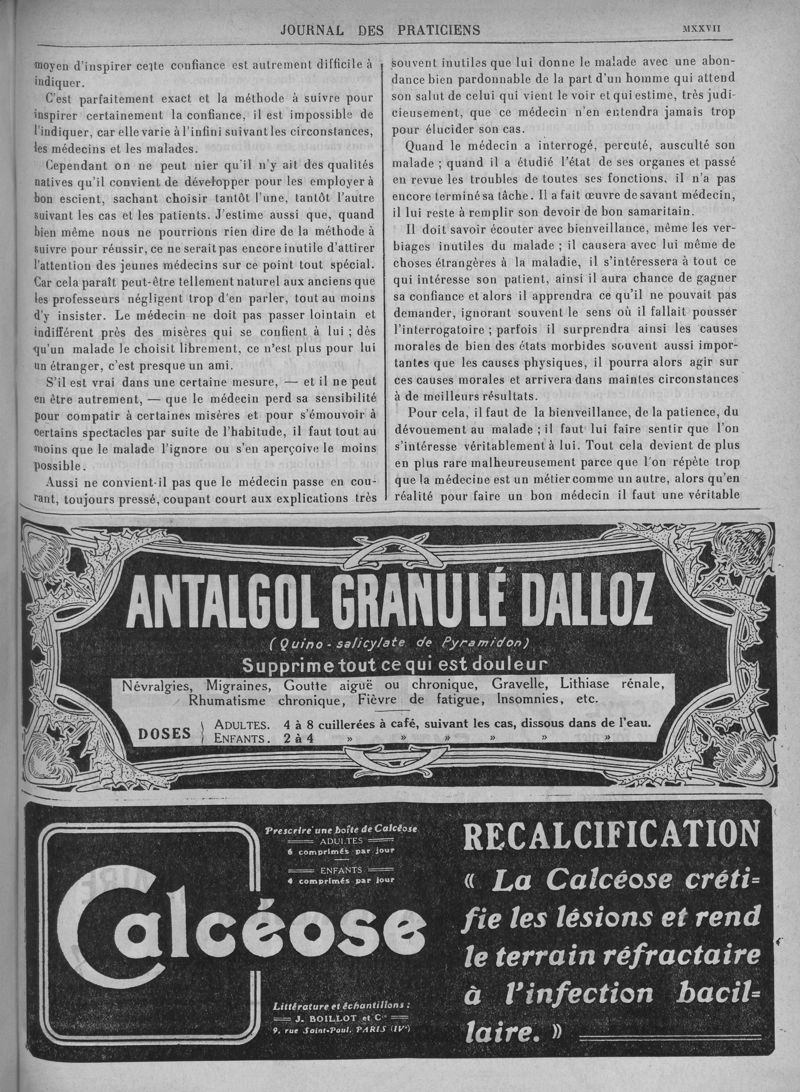 JOURNAL DES PRATICIENS
MXXVII
moyen d'inspirer cette confiance est autrement difficile à
indiquer.
C'est parfaitement exact et la méthode à suivre pour
inspirer certainement la confiance, il est impossible de
l'indiquer, car elle varie à l'infini suivant les circonstances,
les médecins et les malades.
Cependant on ne peut nier qu'il n'y ait des qualités
natives qu'il convient de développer pour les employer à
bon escient, sachant choisir tantôt l'une, tantôt l'autre
suivant les cas et les patients. J'estime aussi que, quand
bien même nous ne pourrions rien dire de la méthode à
suivre pour réussir, ce ne serait pas encore inutile d'attirer
l'attention des jeunes médecins sur ce point tout spécial.
Car cela paraît peut-être tellement naturel aux anciens que
les professeurs négligent trop d'en parler, tout au moins
d'y insister. Le médecin ne doit pas passer lointain et
indifférent près des misères qui se confient à lui ; dès
qu'un malade le choisit librement, ce n'est plus pour lui
un étranger, c'est presque un ami.
S'il est vrai dans une certaine mesure, — et il ne peut
en être autrement, — que le médecin perd sa sensibilité
pour compatir à certaines misères et pour s'émouvoir à
certains spectacles par suite de l'habitude, il faut tout au
moins que le malade l'ignore ou s'en aperçoive le moins
possible.
Aussi ne convient-il pas que le médecin passe en cou-
rant, toujours pressé, coupant court aux explications très
souvent inutiles que lui donne le malade avec une abon-
dance bien pardonnable de la part d'un homme qui attend
son salut de celui qui vient le voir et qui estime, très judi-
cieusement, que ce médecin n'en entendra jamais trop
pour élucider son cas.
Quand le médecin a interrogé, percuté, ausculté son
malade ; quand il a étudié l'état de ses organes et passé
en revue les troubles de toutes ses fonctions, il n'a pas
encore terminé sa tâche. Il a fait œuvre de savant médecin,
il lui reste à remplir son devoir de bon samaritain.
Il doit savoir écouter avec bienveillance, même les ver-
biages inutiles du malade ; il causera avec lui même de
choses étrangères à la maladie, il s'intéressera à tout ce
qui intéresse son patient, ainsi il aura chance de gagner
sa confiance et alors il apprendra ce qu'il ne pouvait pas
demander, ignorant souvent le sens où il fallait pousser
l'interrogatoire ; parfois il surprendra ainsi les causes
morales de bien des états morbides souvent aussi impor-
tantes que les causes physiques, il pourra alors agir sur
ces causes morales et arrivera dans maintes circonstances
à de meilleurs résultats.
Pour cela, il faut de la bienveillance, de la patience, du
dévouement au malade ; il faut lui faire sentir que l'on
s'intéresse véritablement à lui. Tout cela devient de plus
en plus rare malheureusement parce que l'on répète trop
que la médecine est un métier comme un autre, alors qu'en
réalité pour faire un bon médecin il faut une véritable
ANTALGOL GRANULÉ DALLOZ
(Quino-salicylate de Pyramidon)
Supprime tout ce qui est douleur
Névralgies, Migraines, Goutte aiguë ou chronique, Gravelle, Lithiase rénale,
Rhumatisme chronique, Fièvre de fatigue, Insomnies, etc.
DOSES
ADULTES. 4 à 8 cuillerées à café, suivant les cas, dissous dans de l'eau.
ENFANTS. 2 à 4 » » » » » »
Prescrire une boîte de Calcéose
ADULTES
6 comprimés par jour
ENFANTS
4 comprimés par jour
Calcéose
Littérature et échantillons :
J. BOILLOT et Cie
9, rue Saint-Paul, PARIS (IVe)
RECALCIFICATION
« La Calcéose créti=
fie les lésions et rend
le terrain réfractaire
à l'infection bacil=
laire. »